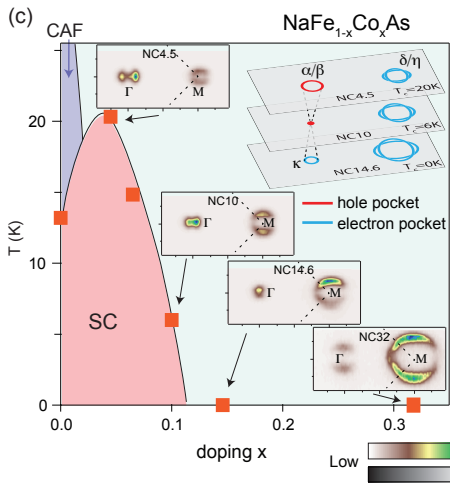 (c)
NaFe1-xCoxAs
CAF
NC4.5
Γ
M
α/β
δ/η
NC4.5
Tc=20K
NC10
Tc=6K
κ
NC14.6
Tc=0K
hole pocket
electron pocket
20
T (K)
10
0
SC
NC10
Γ
M
NC14.6
Γ
M
NC32
Γ
M
0.0
0.1
0.2
0.3
doping x
Low